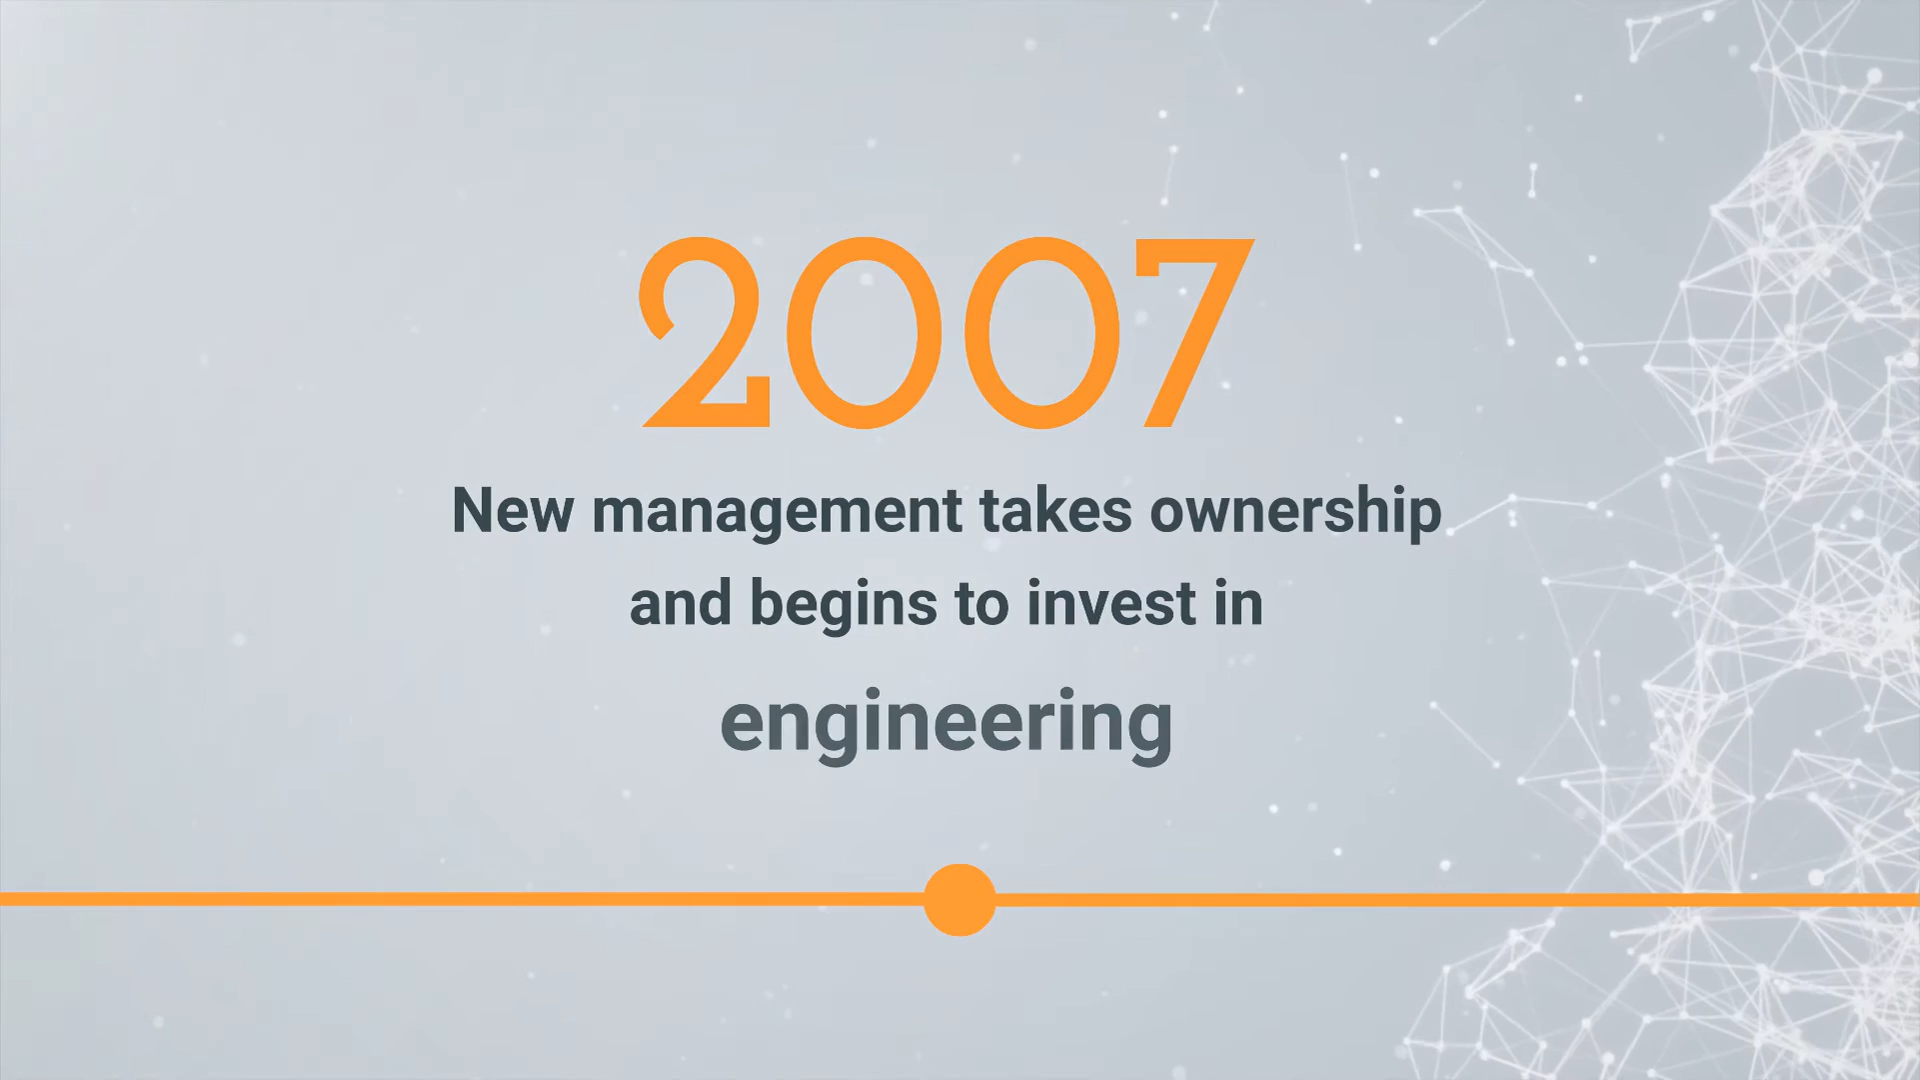 2007
New management takes ownership
and begins to invest in
engineering